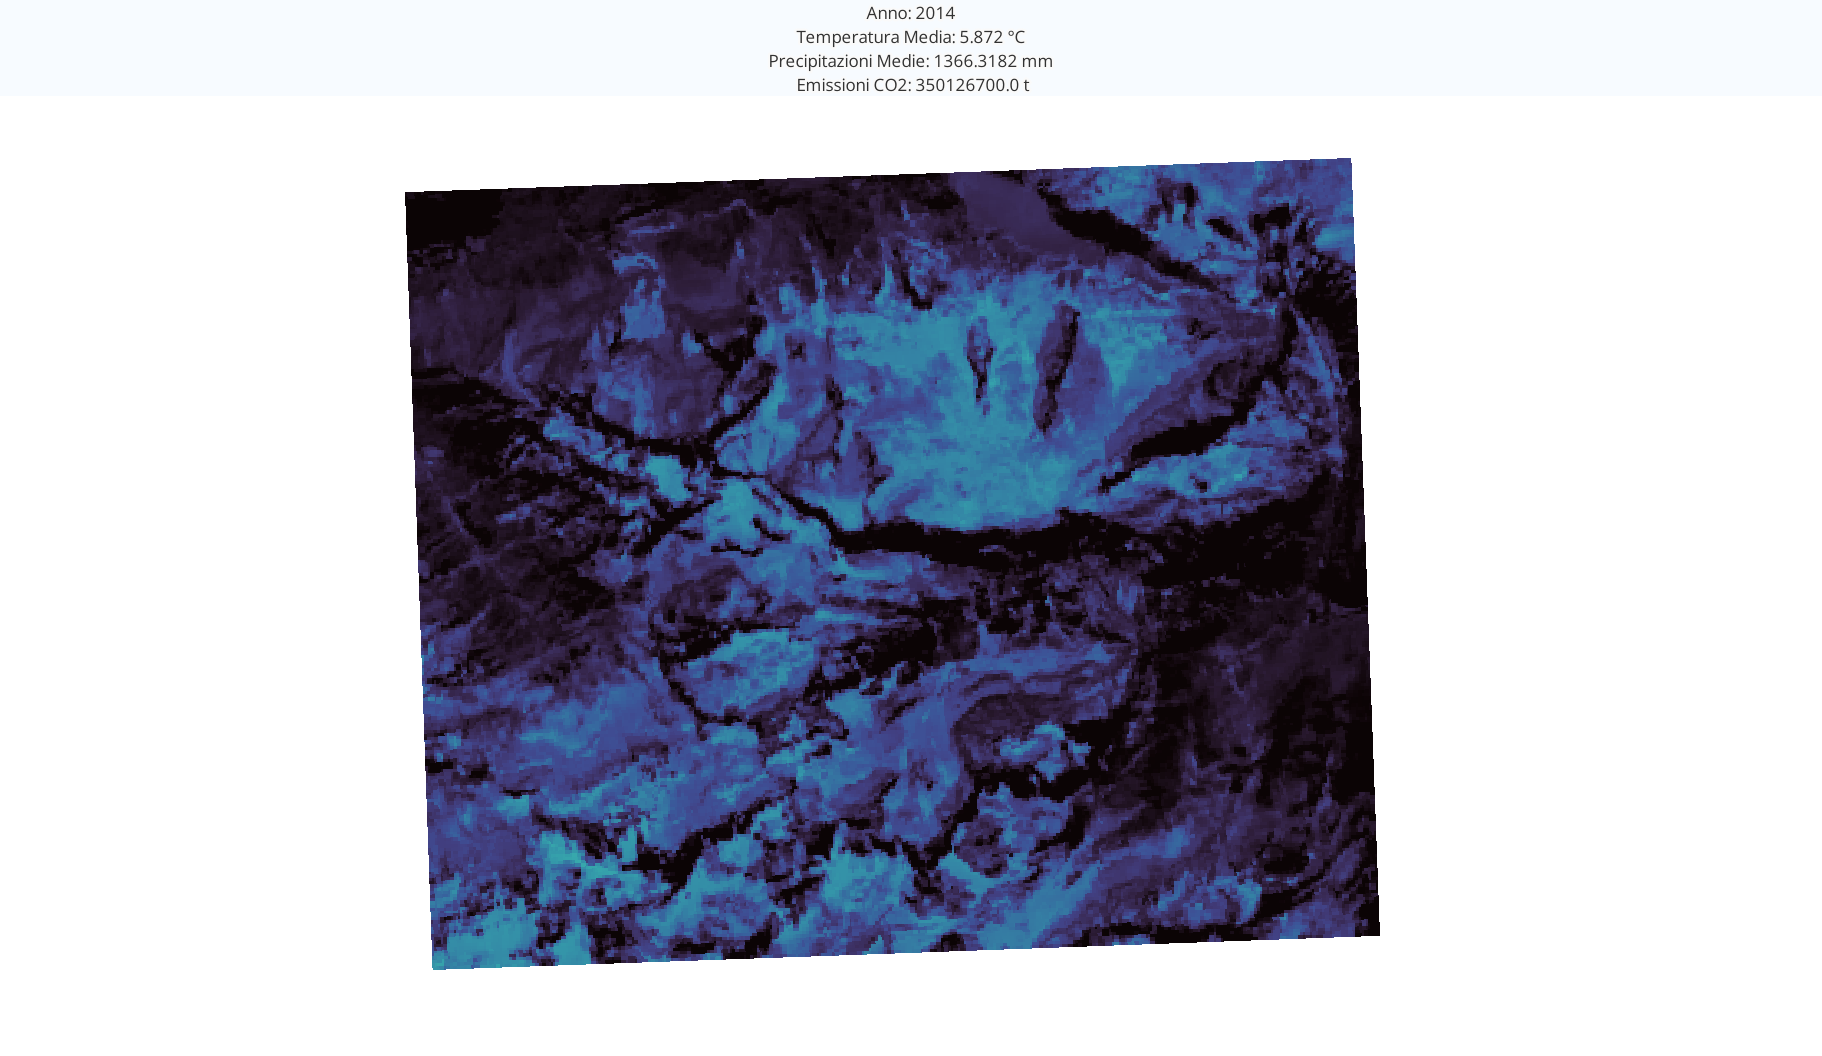 Anno: 2014
Temperatura Media: 5.872 °C
Precipitazioni Medie: 1366.3182 mm
Emissioni CO2: 350126700.0 t